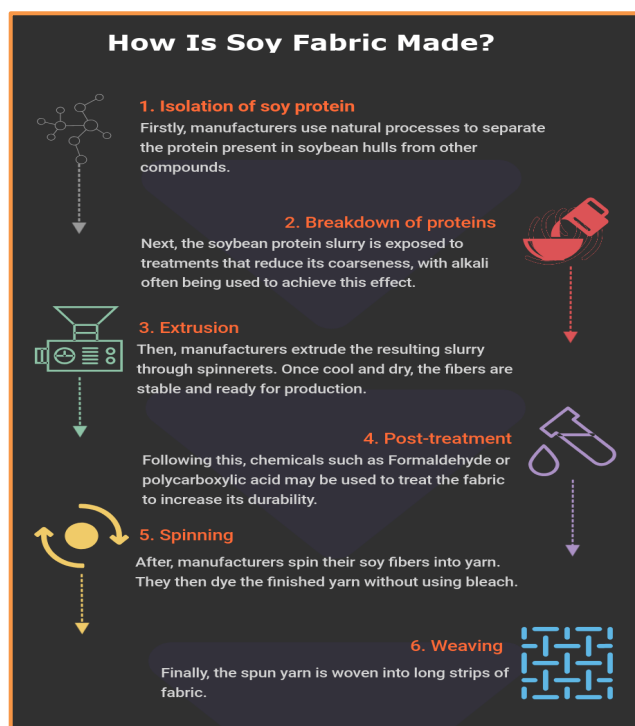 How Is Soy Fabric Made?
1. Isolation of soy protein
Firstly, manufacturers use natural processes to separate
the protein present in soybean hulls from other
compounds.
2. Breakdown of proteins
Next, the soybean protein slurry is exposed to
treatments that reduce its coarseness, with alkali
often being used to achieve this effect.
3. Extrusion
Then, manufacturers extrude the resulting slurry
through spinnerets. Once cool and dry, the fibers are
stable and ready for production.
4. Post-treatment
Following this, chemicals such as Formaldehyde or
polycarboxylic acid may be used to treat the fabric
to increase its durability.
5. Spinning
After, manufacturers spin their soy fibers into yarn.
They then dye the finished yarn without using bleach.
6. Weaving
Finally, the spun yarn is woven into long strips of
fabric.